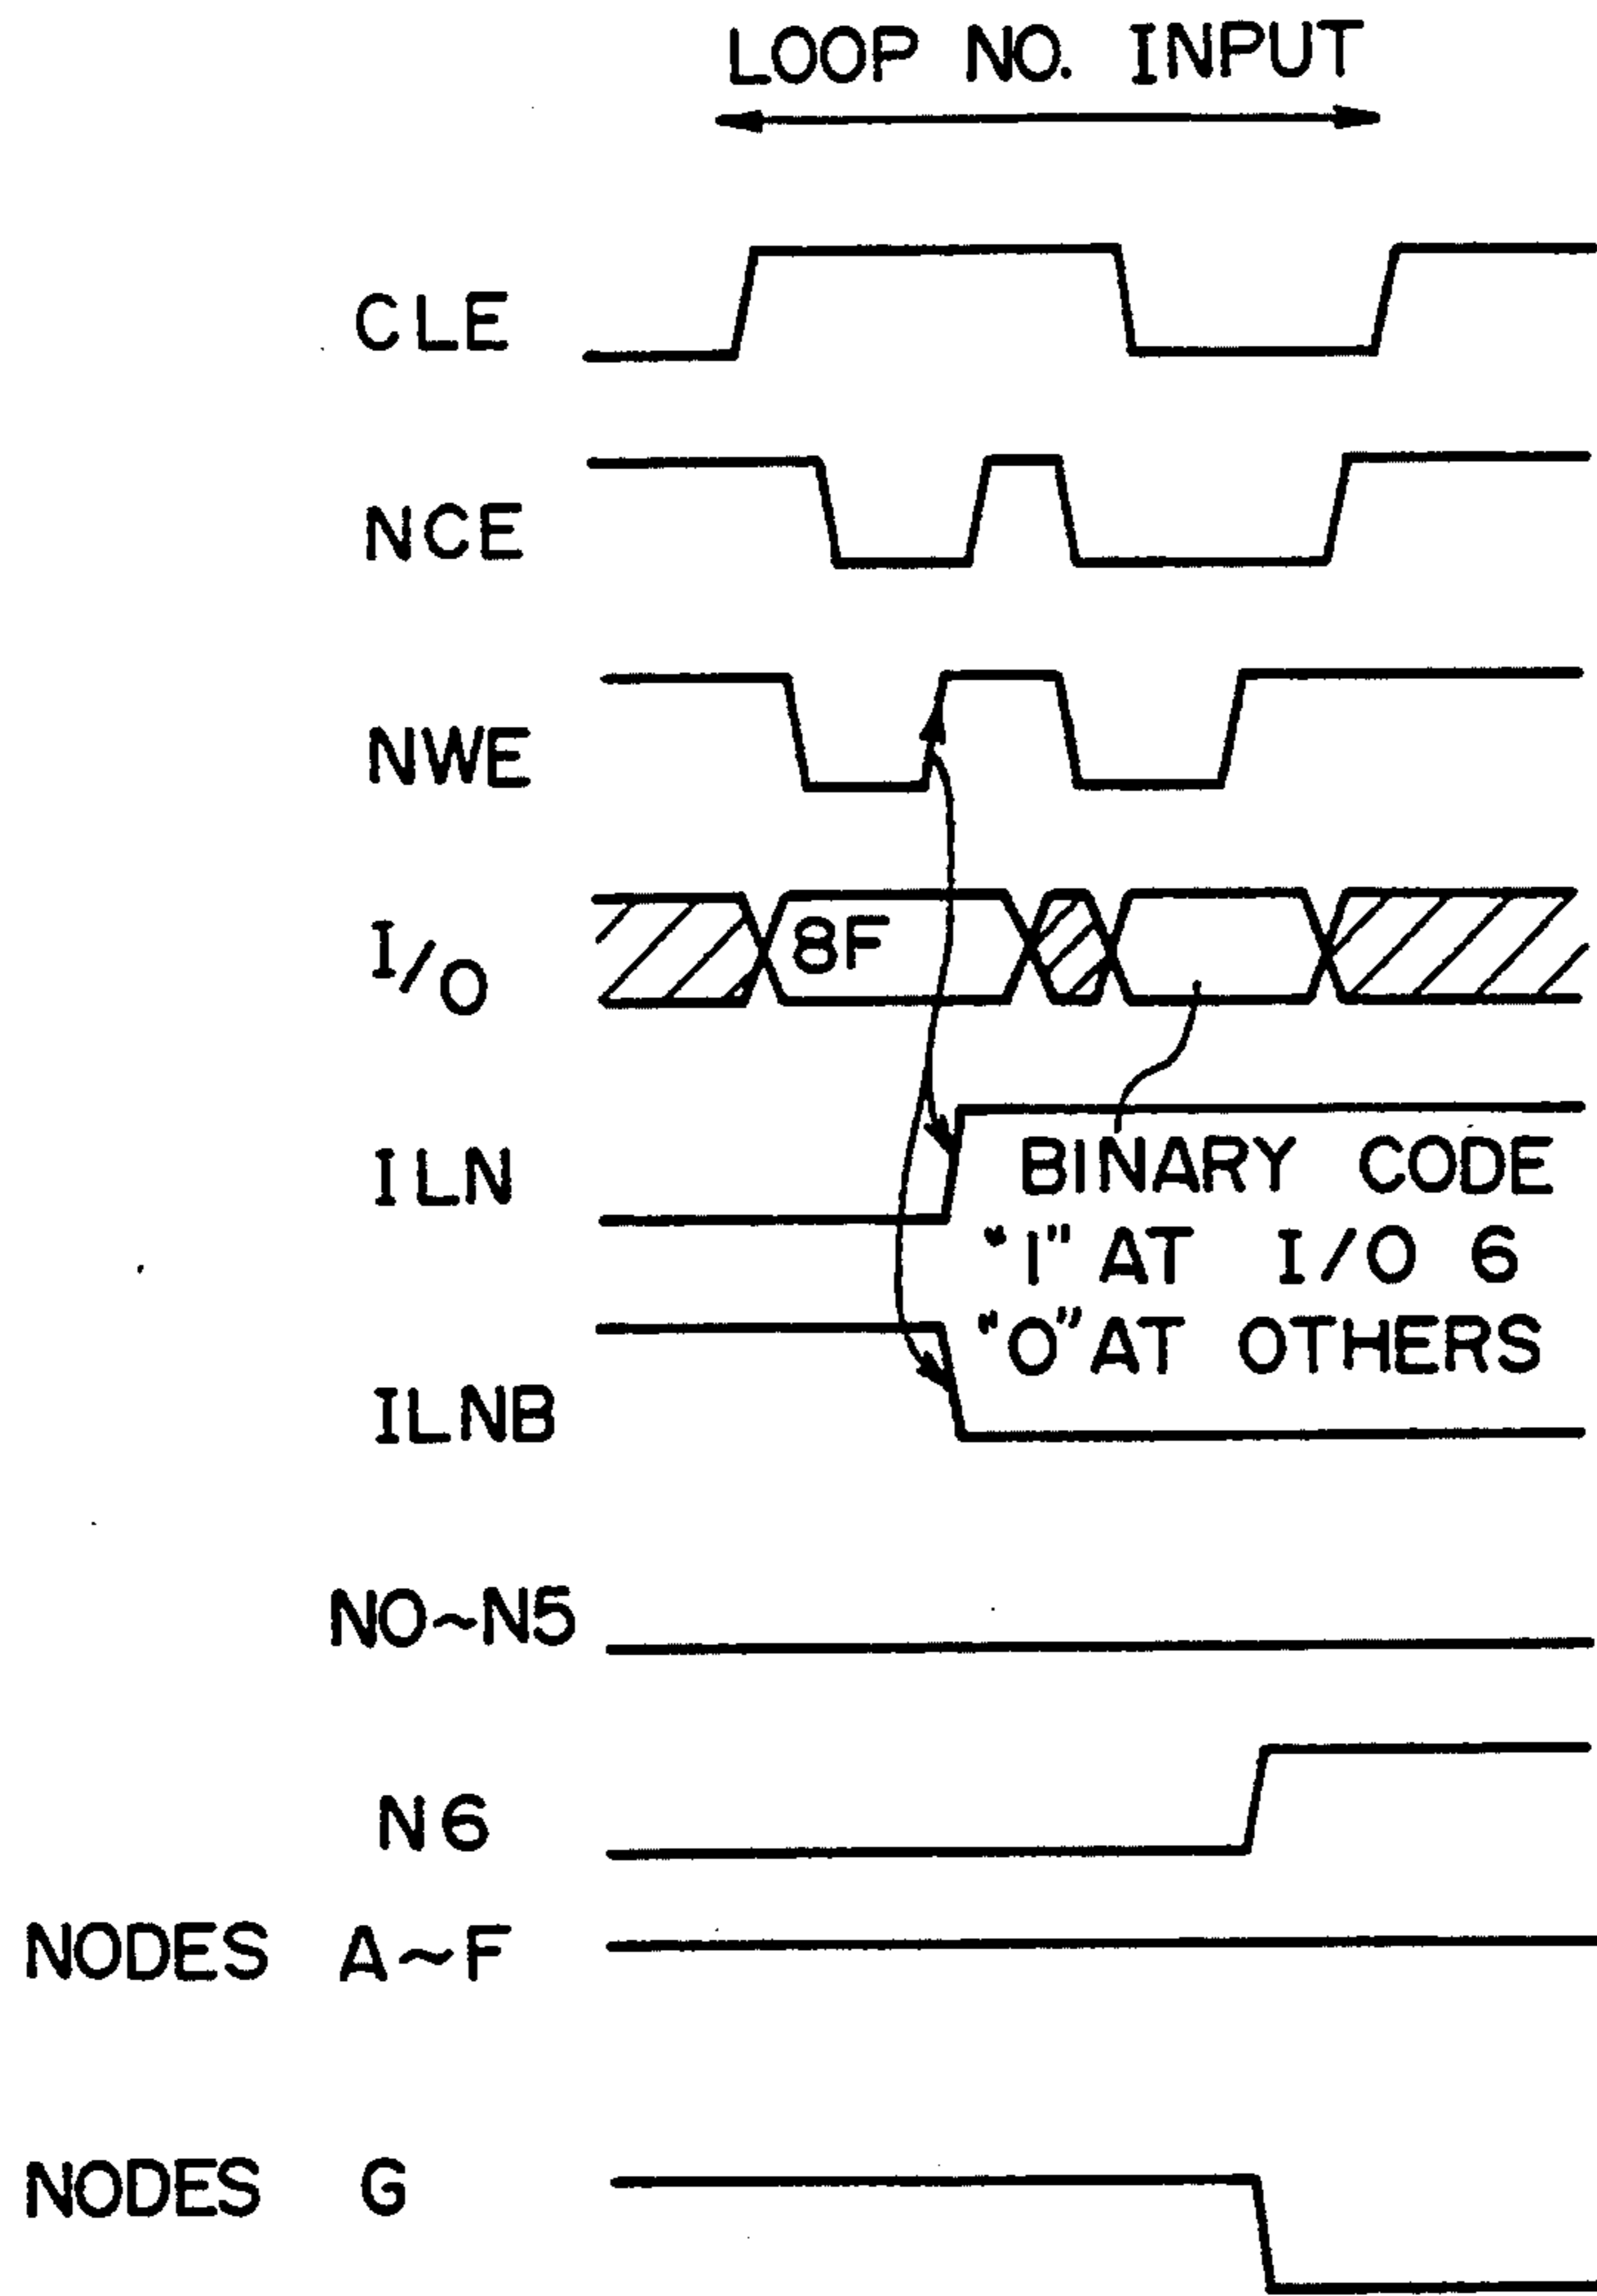 LOOP NO. INPUT
CLE
NCE
NWE
I/O
8F
ILN
BINARY CODE
"1" AT I/O 6
"0" AT OTHERS
ILNB
N0~N5
N6
NODES A~F
NODES G